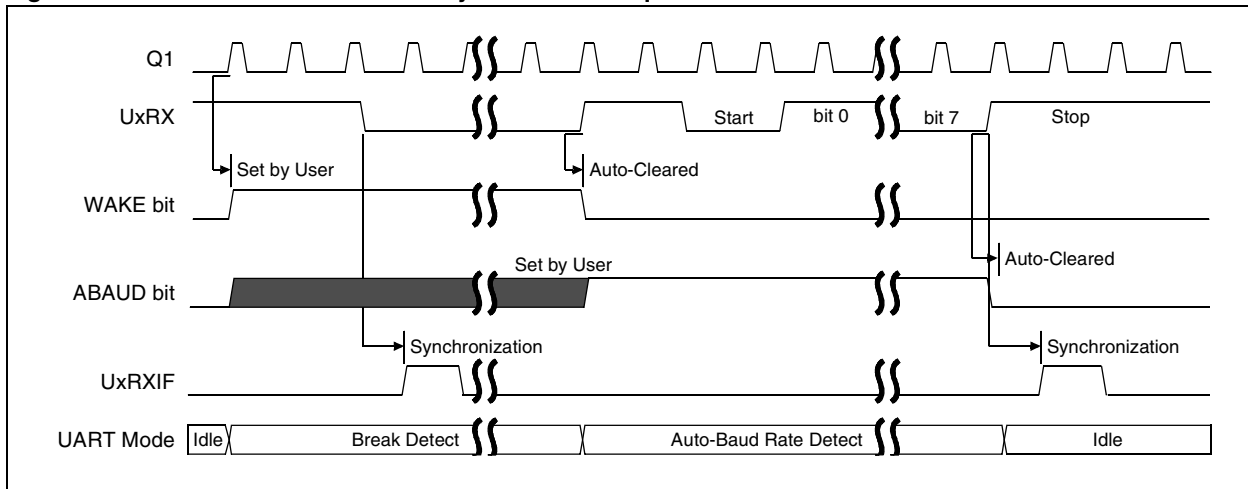 Q1
UxRX
Start
bit 0
bit 7
Stop
Set by User
Auto-Cleared
WAKE bit
Auto-Cleared
Set by User
ABAUD bit
Synchronization
Synchronization
UxRXIF
UART Mode
Idle
Break Detect
Auto-Baud Rate Detect
Idle